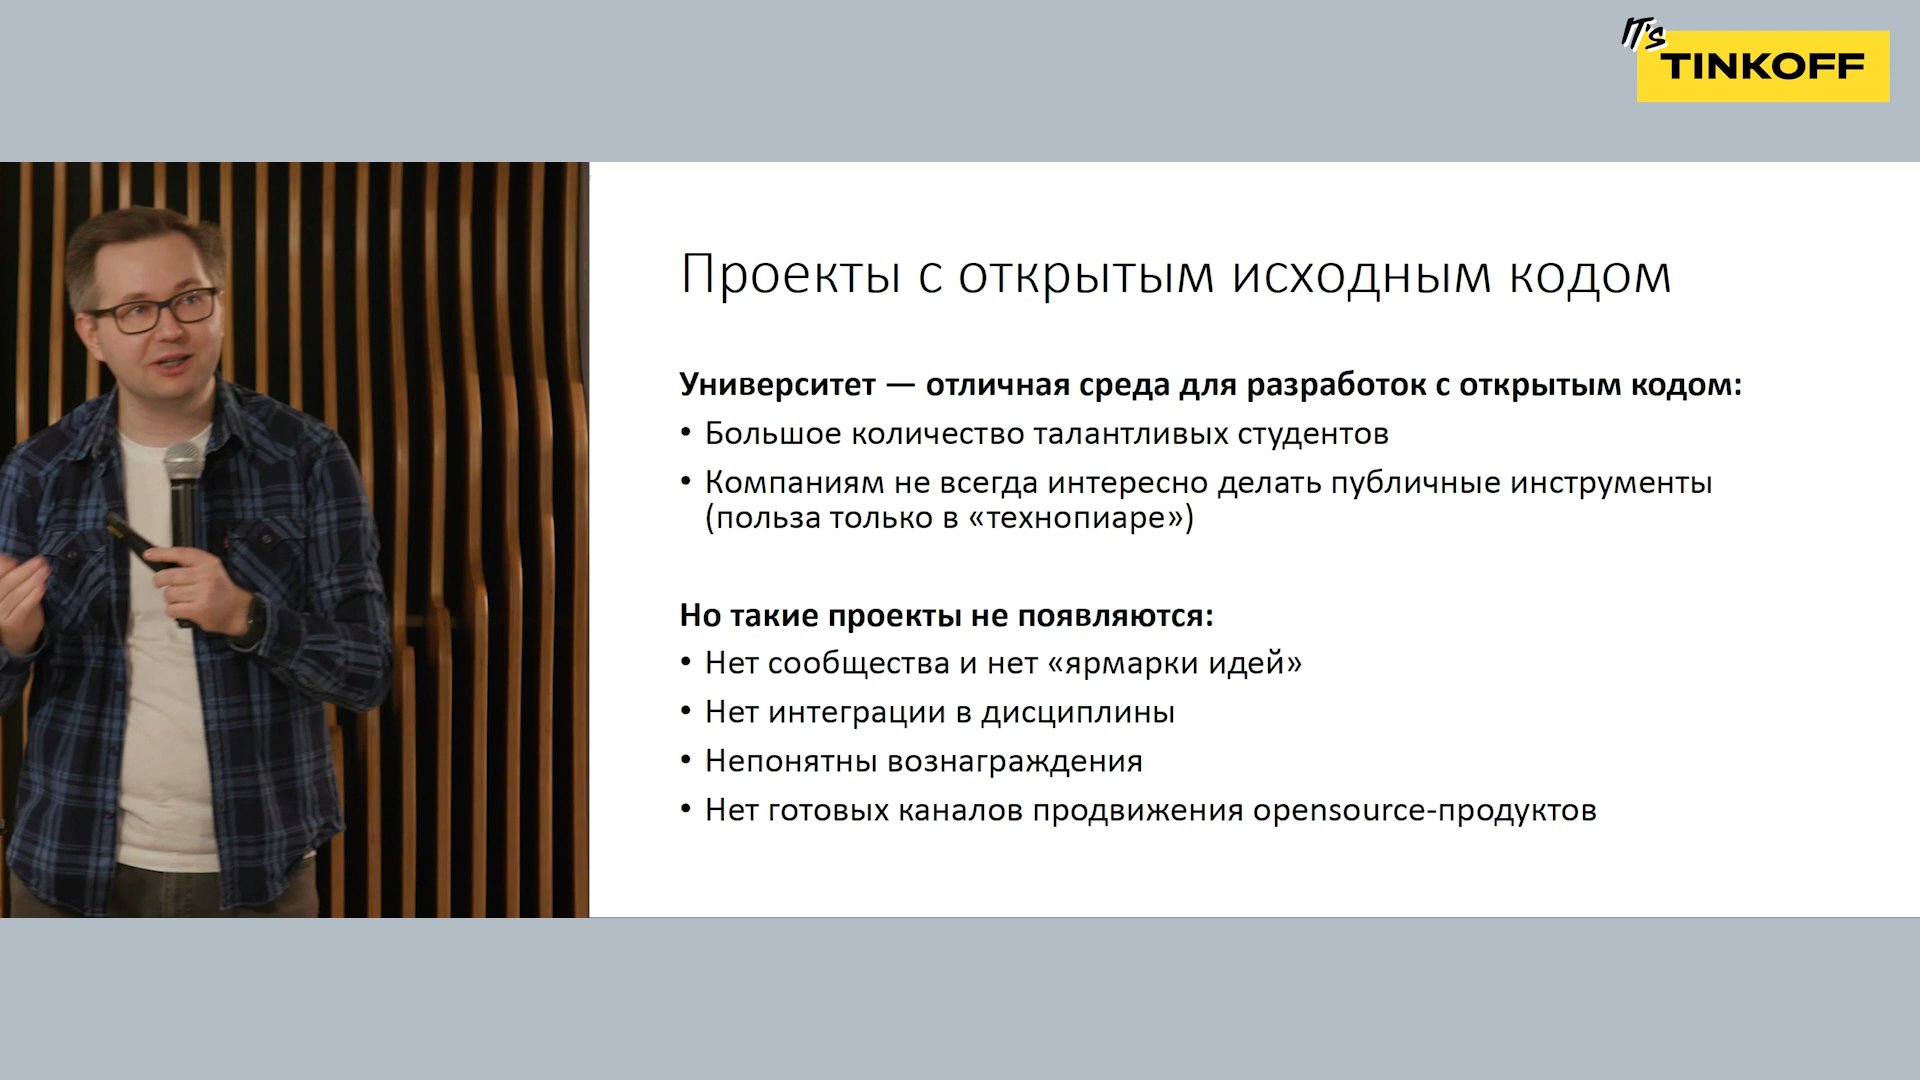 IT's
TINKOFF
Проекты с открытым исходным кодом
Университет — отличная среда для разработок с открытым кодом:
• Большое количество талантливых студентов
• Компаниям не всегда интересно делать публичные инструменты
(польза только в «технопиаре»)
Но такие проекты не появляются:
• Нет сообщества и нет «ярмарки идей»
• Нет интеграции в дисциплины
• Непонятны вознаграждения
• Нет готовых каналов продвижения opensource-продуктов